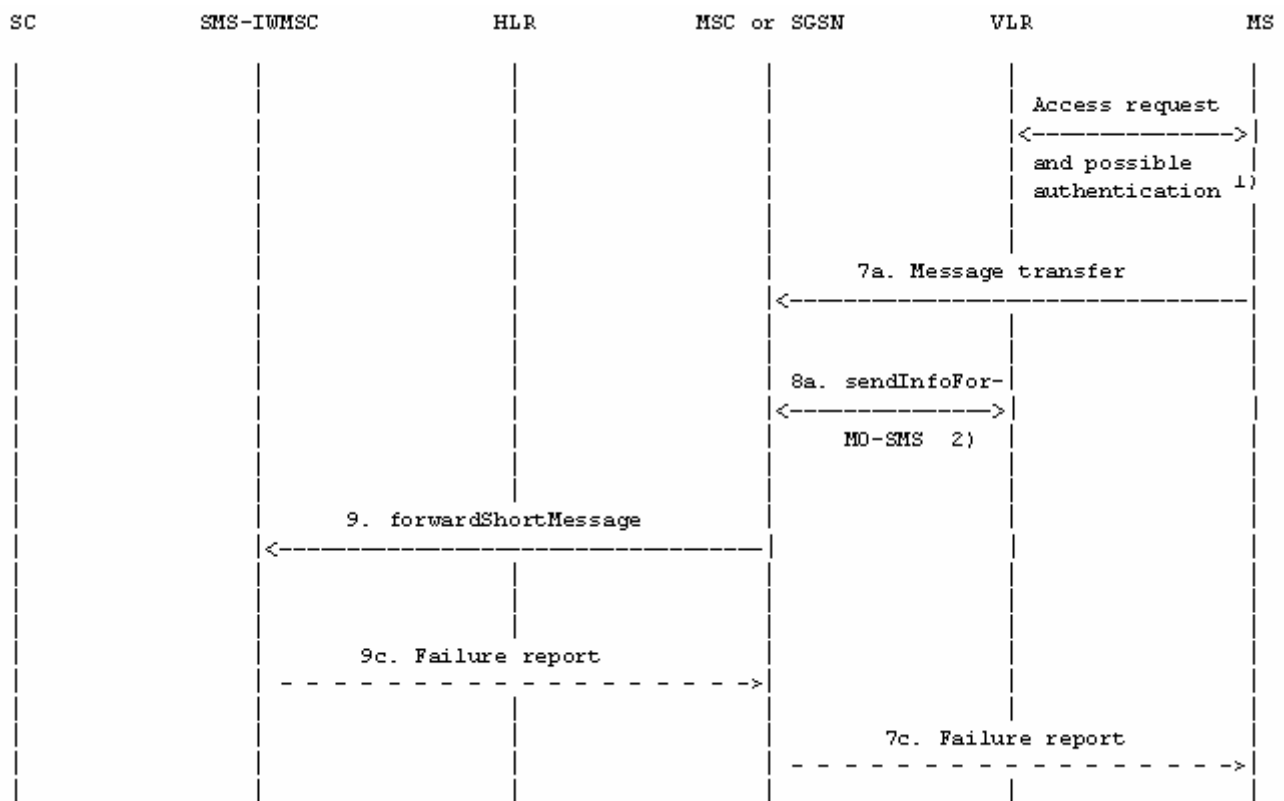 SC SMS-IWMSC HLR MSC or SGSN VLR MS
Access request
and possible
authentication 1)
7a. Message transfer
8a. sendInfoFor-
MO-SMS 2)
9. forwardShortMessage
9c. Failure report
7c. Failure report